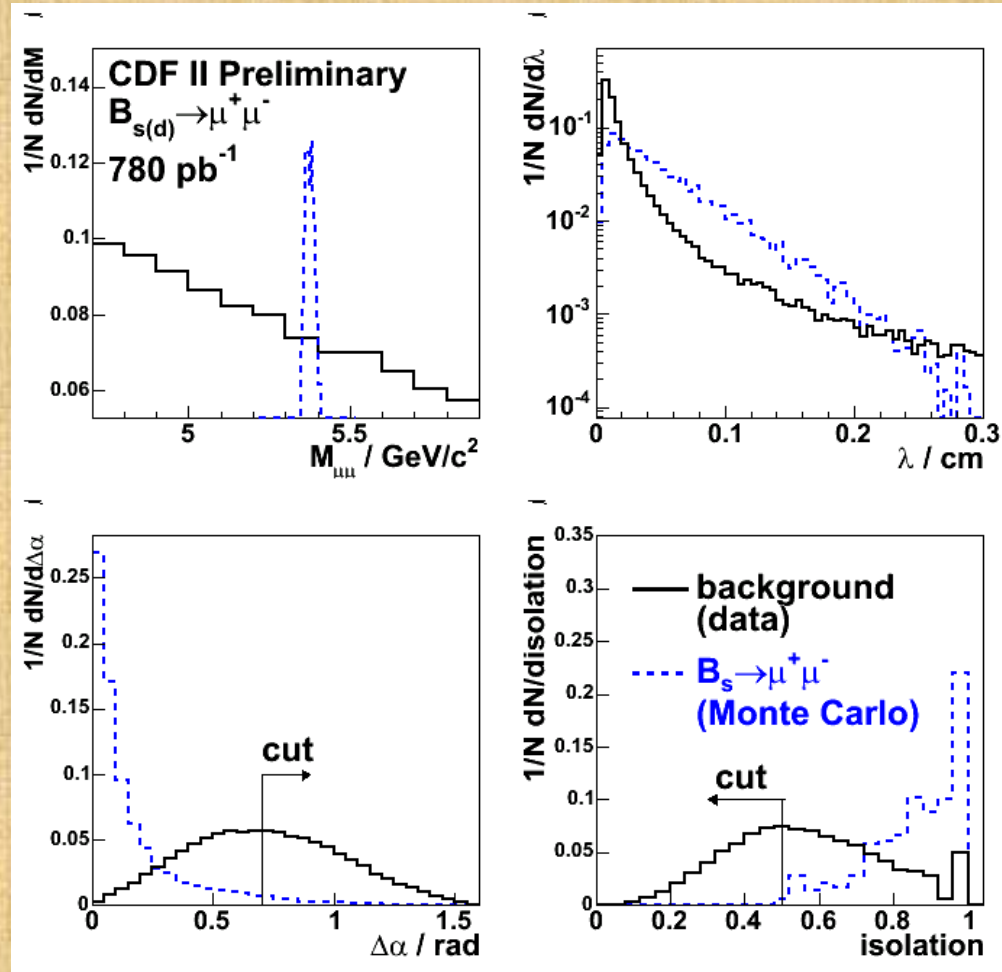 1/N dN/dM
0.14
0.12
0.1
0.08
0.06
CDF II Preliminary
B_{s(d)}→μ⁺μ⁻
780 pb⁻¹
5
5.5
M_{μμ} / GeV/c²
1/N dN/dλ
10⁻¹
10⁻²
10⁻³
10⁻⁴
0
0.1
0.2
0.3
λ / cm
1/N dN/dΔα
0.25
0.2
0.15
0.1
0.05
0
cut
0
0.5
1
1.5
Δα / rad
1/N dN/disolation
0.35
0.3
0.25
0.2
0.15
0.1
0.05
0
background
(data)
B_s→μ⁺μ⁻
(Monte Carlo)
cut
0
0.2
0.4
0.6
0.8
1
isolation